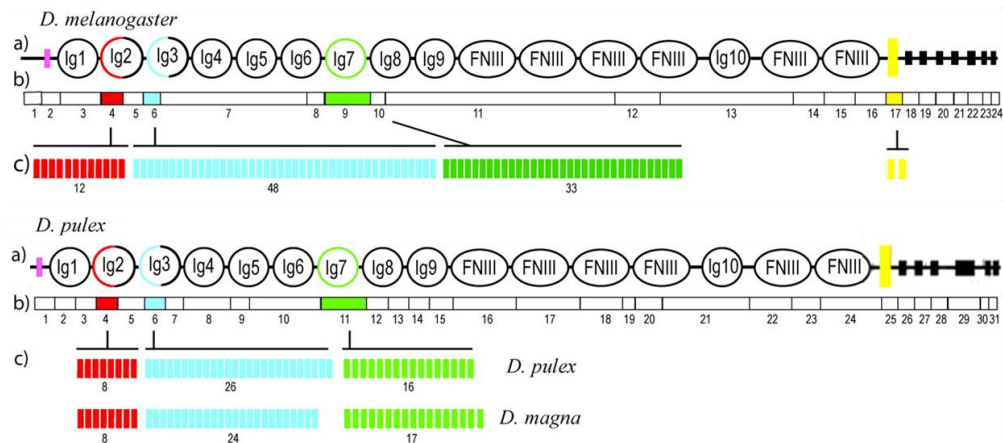 D. melanogaster
a) Ig1 Ig2 Ig3 Ig4 Ig5 Ig6 Ig7 Ig8 Ig9 FNIII FNIII FNIII FNIII Ig10 FNIII FNIII
b)
1 2 3 4 5 6 7 8 9 10 11 12 13 14 15 16 17 18 19 20 21 22 23 24
c)
12 48 33
D. pulex
a) Ig1 Ig2 Ig3 Ig4 Ig5 Ig6 Ig7 Ig8 Ig9 FNIII FNIII FNIII FNIII Ig10 FNIII FNIII
b)
1 2 3 4 5 6 7 8 9 10 11 12 13 14 15 16 17 18 19 20 21 22 23 24 25 26 27 28 29 30 31
c)
D. pulex
8 26 16
D. magna
8 24 17